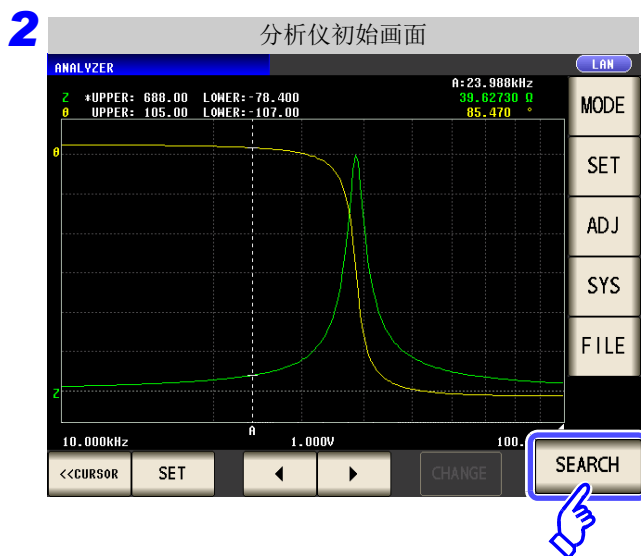 2
分析仪初始画面
ANALYZER LAN
A:23.988kHz
Z *UPPER: 688.00 LOWER:-78.400 39.62730 Ω
θ UPPER: 105.00 LOWER:-107.00 85.470 °
MODE
θ
SET
ADJ
SYS
FILE
Z
A
10.000kHz 1.000V 100.
<<CURSOR SET CHANGE SEARCH